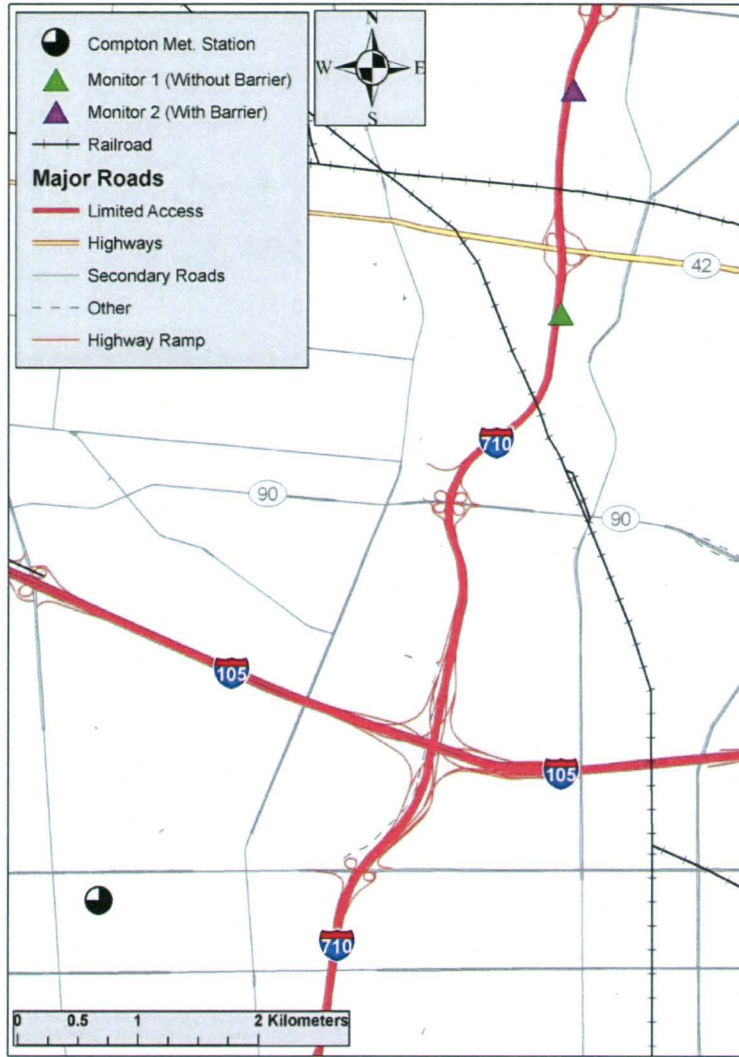 Compton Met. Station
Monitor 1 (Without Barrier)
Monitor 2 (With Barrier)
Railroad
Major Roads
Limited Access
Highways
Secondary Roads
Other
Highway Ramp
N
W E
S
42
710
90
90
105
105
710
0 0.5 1 2 Kilometers